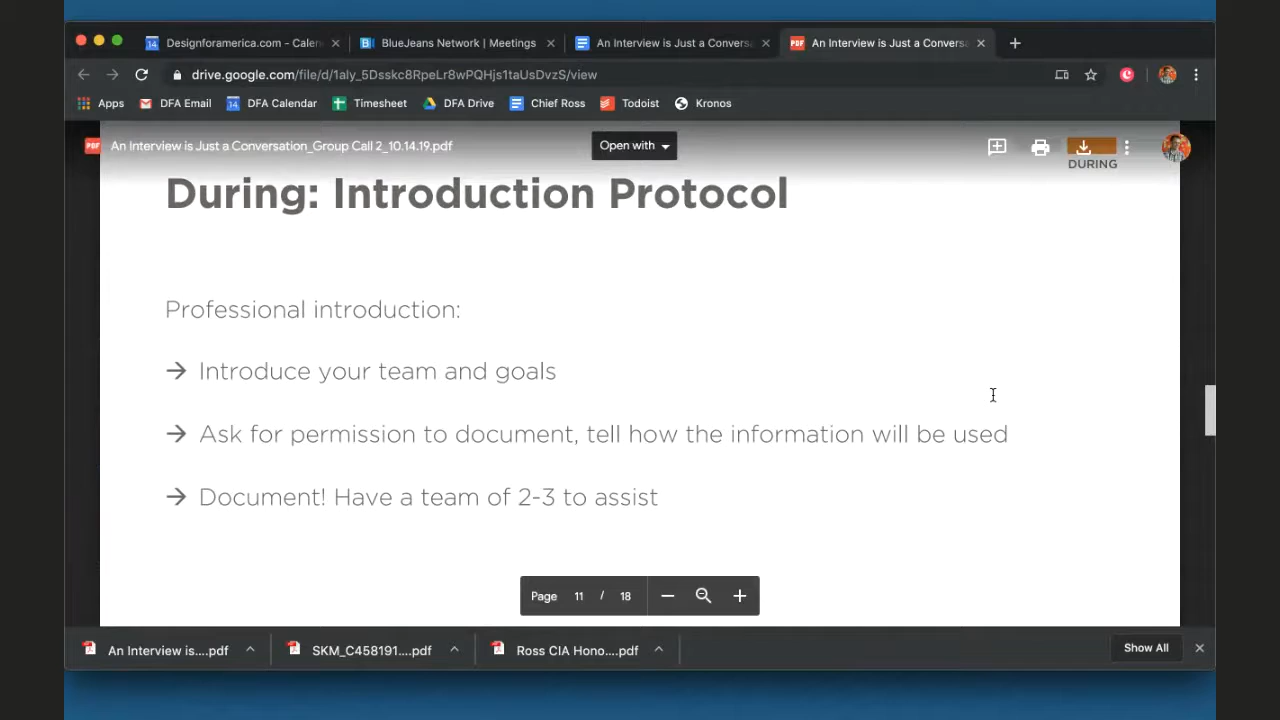 Designforamerica.com - Calen
BlueJeans Network | Meetings
An Interview is Just a Convers
An Interview is Just a Convers
drive.google.com/file/d/1aly_5Dsskc8RpeLr8wPQHjs1taUsDvzS/view
Apps
DFA Email
DFA Calendar
Timesheet
DFA Drive
Chief Ross
Todoist
Kronos
PDF
An Interview is Just a Conversation_Group Call 2_10.14.19.pdf
Open with
DURING
During: Introduction Protocol
Professional introduction:
→ Introduce your team and goals
→ Ask for permission to document, tell how the information will be used
→ Document! Have a team of 2-3 to assist
Page 11 / 18
An Interview is....pdf
SKM_C458191....pdf
Ross CIA Hono....pdf
Show All